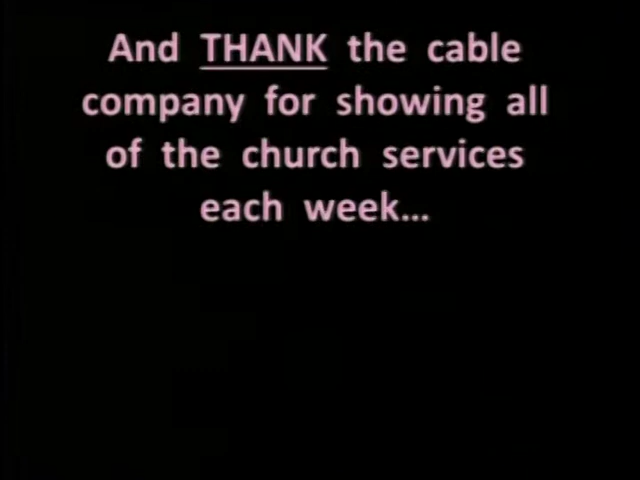 And THANK the cable
company for showing all
of the church services
each week...